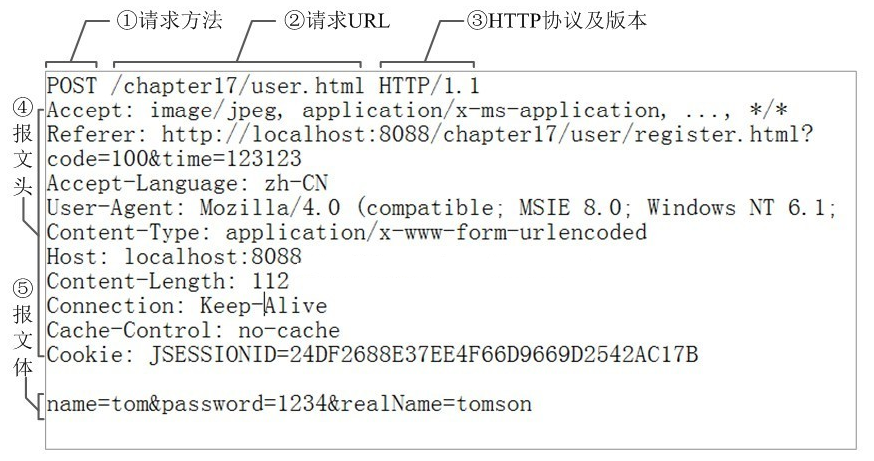 ①请求方法 ②请求URL ③HTTP协议及版本
POST /chapter17/user.html HTTP/1.1
④报文头
Accept: image/jpeg, application/x-ms-application, ..., */*
Referer: http://localhost:8088/chapter17/user/register.html?
code=100&time=123123
Accept-Language: zh-CN
User-Agent: Mozilla/4.0 (compatible; MSIE 8.0; Windows NT 6.1;
Content-Type: application/x-www-form-urlencoded
Host: localhost:8088
Content-Length: 112
Connection: Keep-Alive
Cache-Control: no-cache
Cookie: JSESSIONID=24DF2688E37EE4F66D9669D2542AC17B
⑤报文体
name=tom&password=1234&realName=tomson